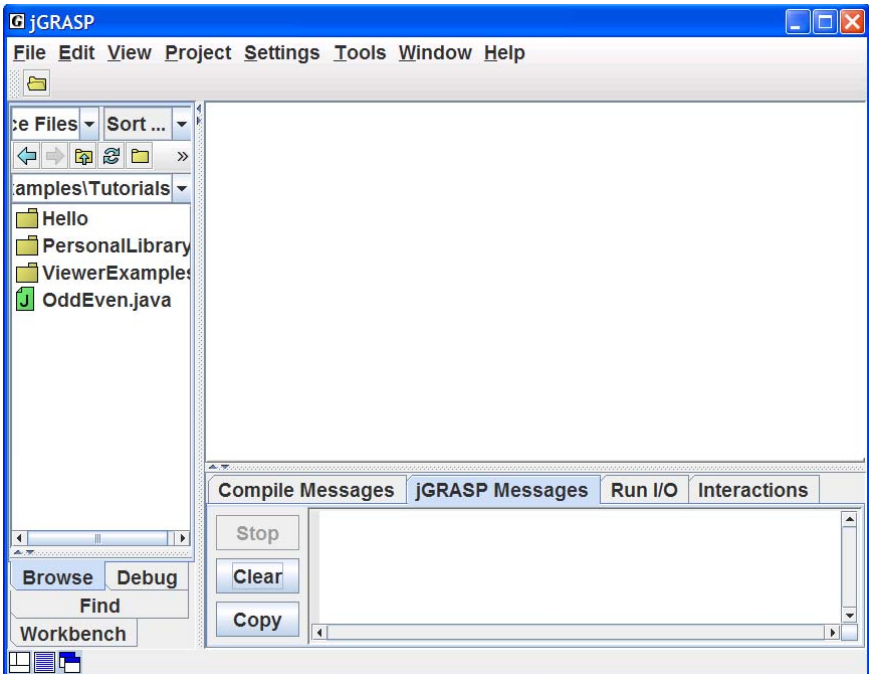 G jGRASP
File Edit View Project Settings Tools Window Help
:e Files Sort ...
»
amples\Tutorials
Hello
PersonalLibrary
ViewerExamples
J OddEven.java
Compile Messages jGRASP Messages Run I/O Interactions
Stop
Clear
Copy
Browse Debug
Find
Workbench